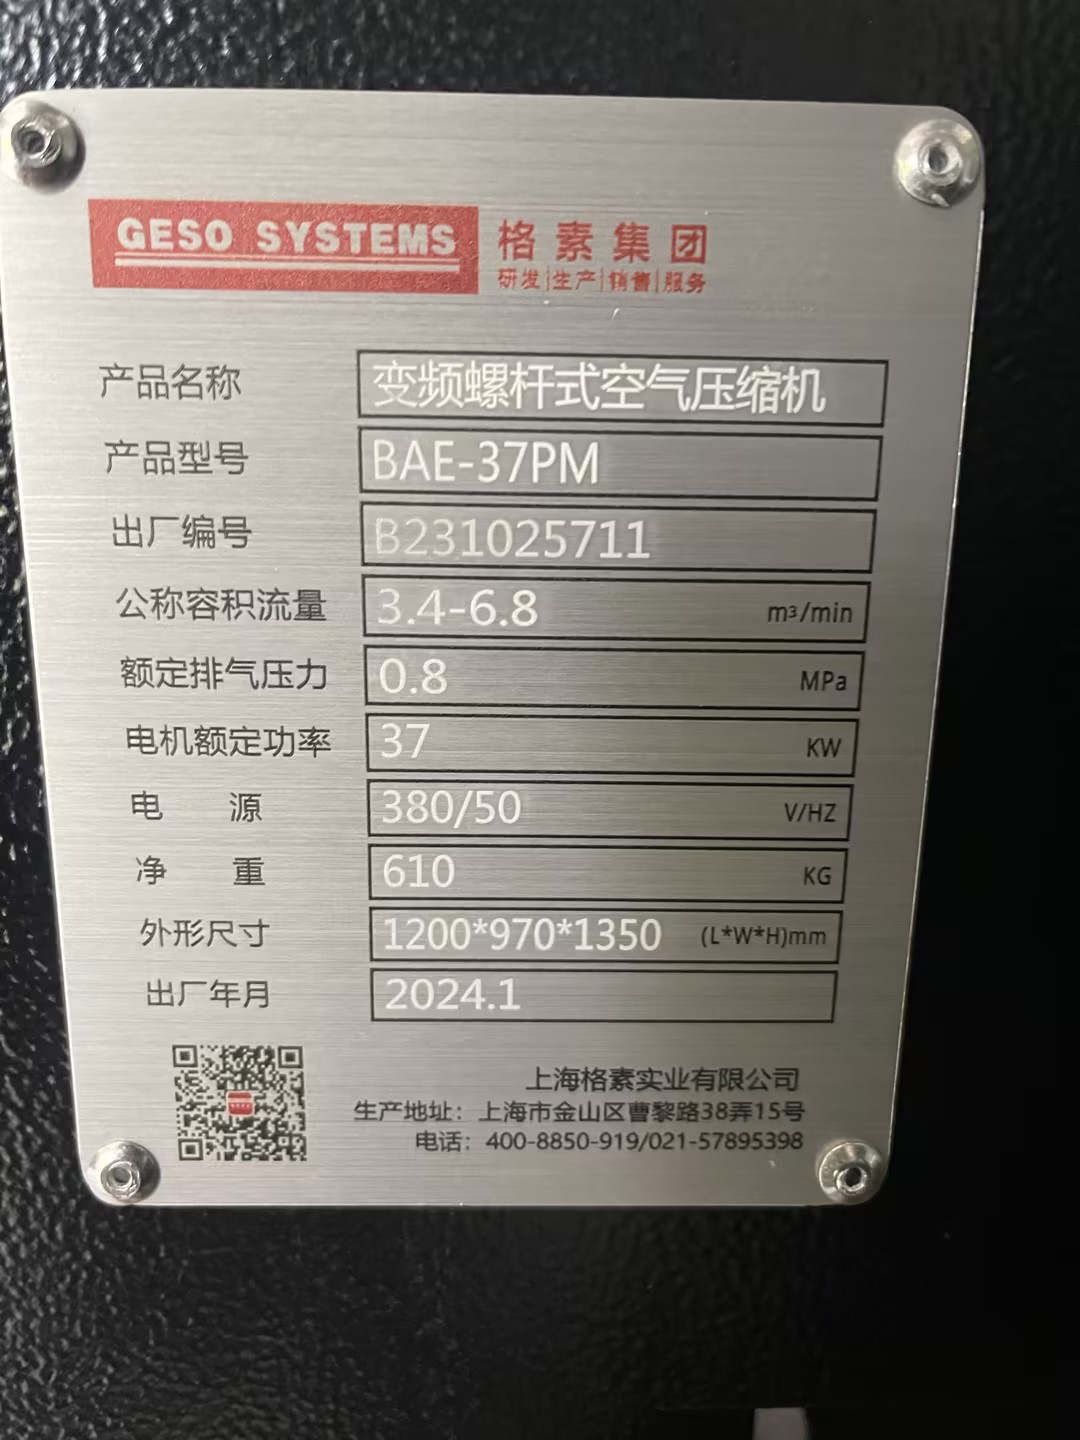 GESO SYSTEMS 格素集团
研发|生产|销售|服务
产品名称 变频螺杆式空气压缩机
产品型号 BAE-37PM
出厂编号 B231025711
公称容积流量 3.4-6.8 m³/min
额定排气压力 0.8 MPa
电机额定功率 37 KW
电 源 380/50 V/HZ
净 重 610 KG
外形尺寸 1200*970*1350 (L*W*H)mm
出厂年月 2024.1
上海格素实业有限公司
生产地址：上海市金山区曹黎路38弄15号
电话：400-8850-919/021-57895398